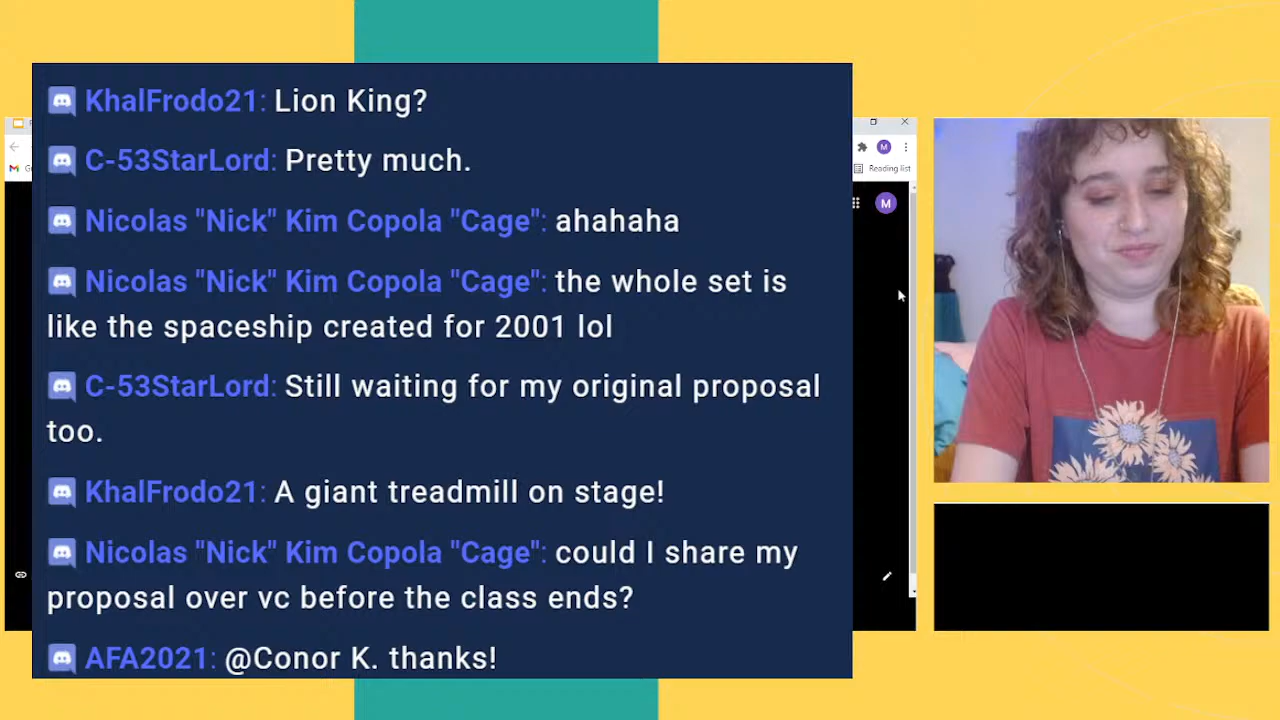 KhalFrodo21: Lion King?
C-53StarLord: Pretty much.
Nicolas "Nick" Kim Copola "Cage": ahahaha
Nicolas "Nick" Kim Copola "Cage": the whole set is
like the spaceship created for 2001 lol
C-53StarLord: Still waiting for my original proposal
too.
KhalFrodo21: A giant treadmill on stage!
Nicolas "Nick" Kim Copola "Cage": could I share my
proposal over vc before the class ends?
AFA2021: @Conor K. thanks!
M
Reading list
M